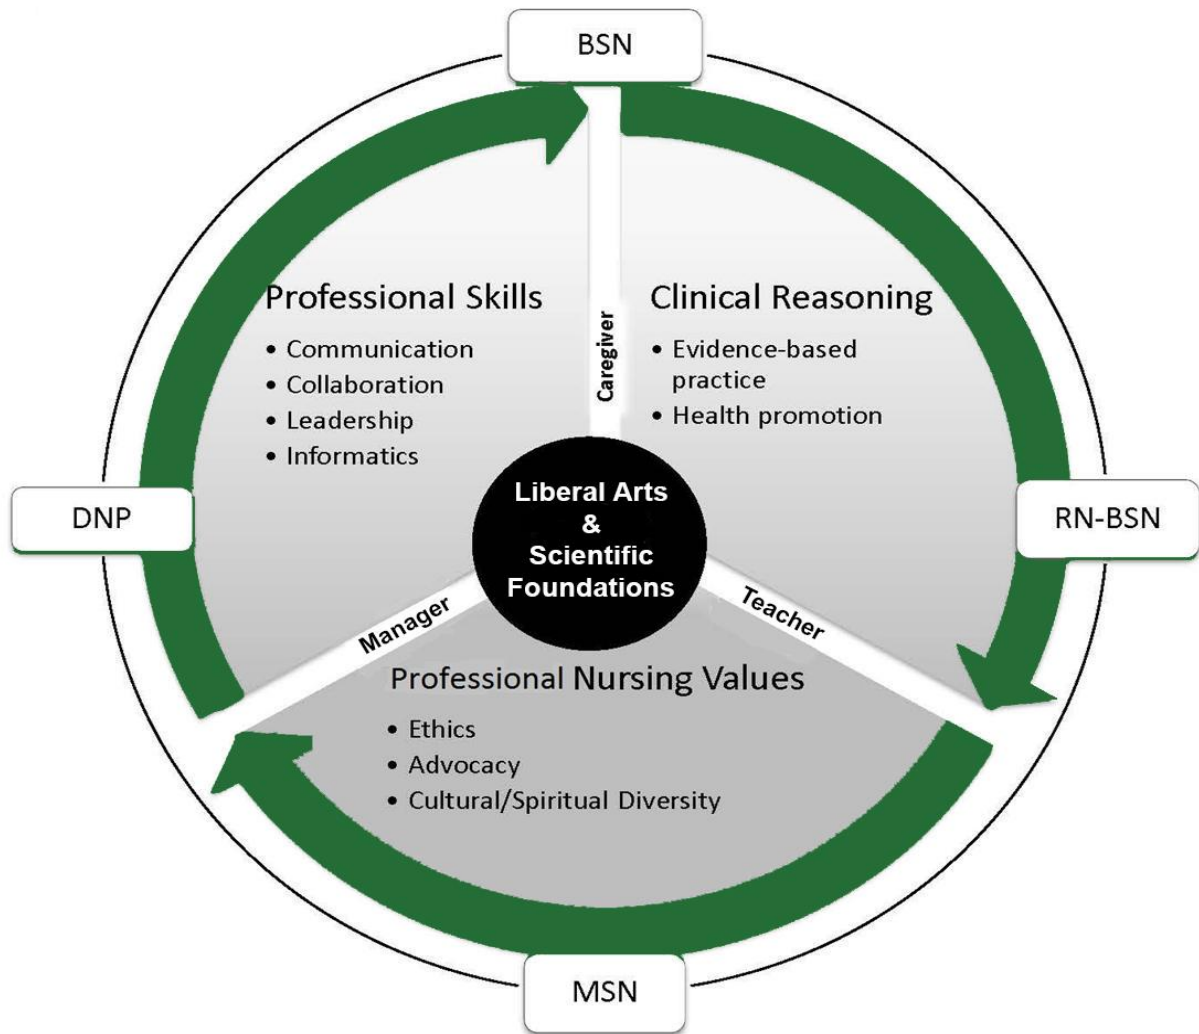 BSN
Professional Skills
• Communication
• Collaboration
• Leadership
• Informatics
Caregiver
Clinical Reasoning
• Evidence-based
practice
• Health promotion
DNP
Liberal Arts
&
Scientific
Foundations
RN-BSN
Manager
Teacher
Professional Nursing Values
• Ethics
• Advocacy
• Cultural/Spiritual Diversity
MSN